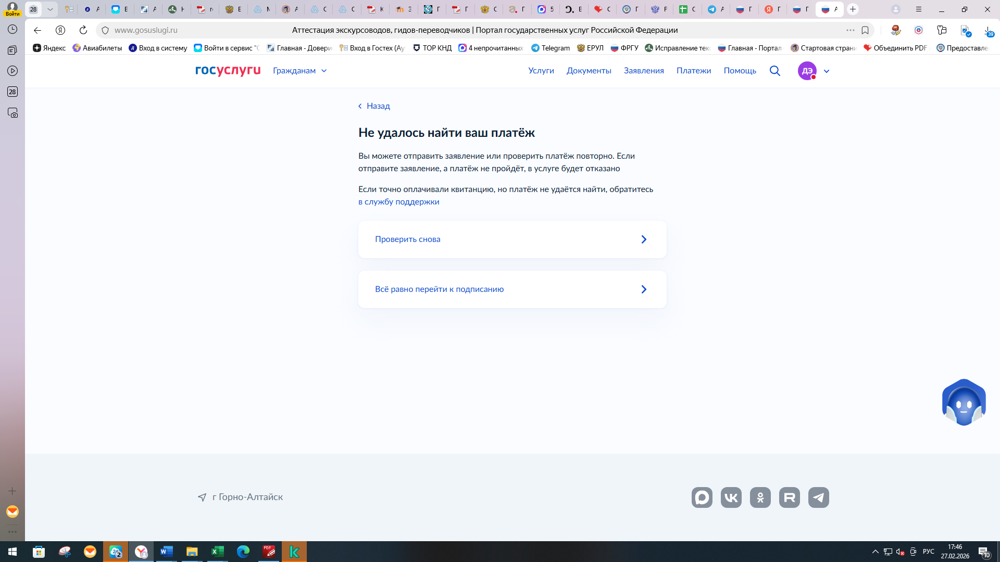 28
Войти
www.gosuslugi.ru
Аттестация экскурсоводов, гидов-переводчиков | Портал государственных услуг Российской Федерации
39
Яндекс
Авиабилеты
Вход в систему
Войти в сервис "С
Главная - Довери
Вход в Гостех (Ау
ТОР КНД
4 непрочитанных
Telegram
ЕРУЛ
ФРГУ
Исправление тек
Главная - Портал
Стартовая страни
Объединить PDF
Предоставле
28
госуслуги
Гражданам
Услуги
Документы
Заявления
Платежи
Помощь
ДЭ
Назад
Не удалось найти ваш платёж
Вы можете отправить заявление или проверить платёж повторно. Если
отправите заявление, а платёж не пройдёт, в услуге будет отказано
Если точно оплачивали квитанцию, но платёж не удаётся найти, обратитесь
в службу поддержки
Проверить снова
Всё равно перейти к подписанию
г Горно-Алтайск
РУС
17:46
27.02.2026
10